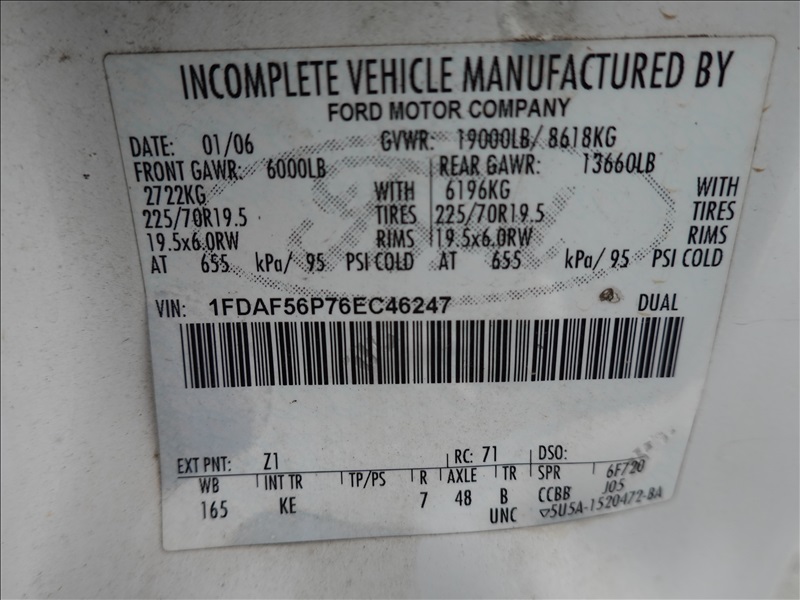 INCOMPLETE VEHICLE MANUFACTURED BY
FORD MOTOR COMPANY
DATE: 01/06 GVWR: 19000LB/ 8618KG
FRONT GAWR: 6000LB REAR GAWR: 13660LB
2722KG WITH 6196KG WITH
225/70R19.5 TIRES 225/70R19.5 TIRES
19.5x6.0RW RIMS 19.5x6.0RW RIMS
AT 655 kPa/ 95 PSI COLD AT 655 kPa/ 95 PSI COLD
VIN: 1FDAF56P76EC46247 DUAL
EXT PNT: Z1 RC: 71 DSO:
WB INT TR TP/PS R AXLE TR SPR 6F720
165 KE 7 48 B CCBB J05
UNC ▽5U5A-1520472-BA